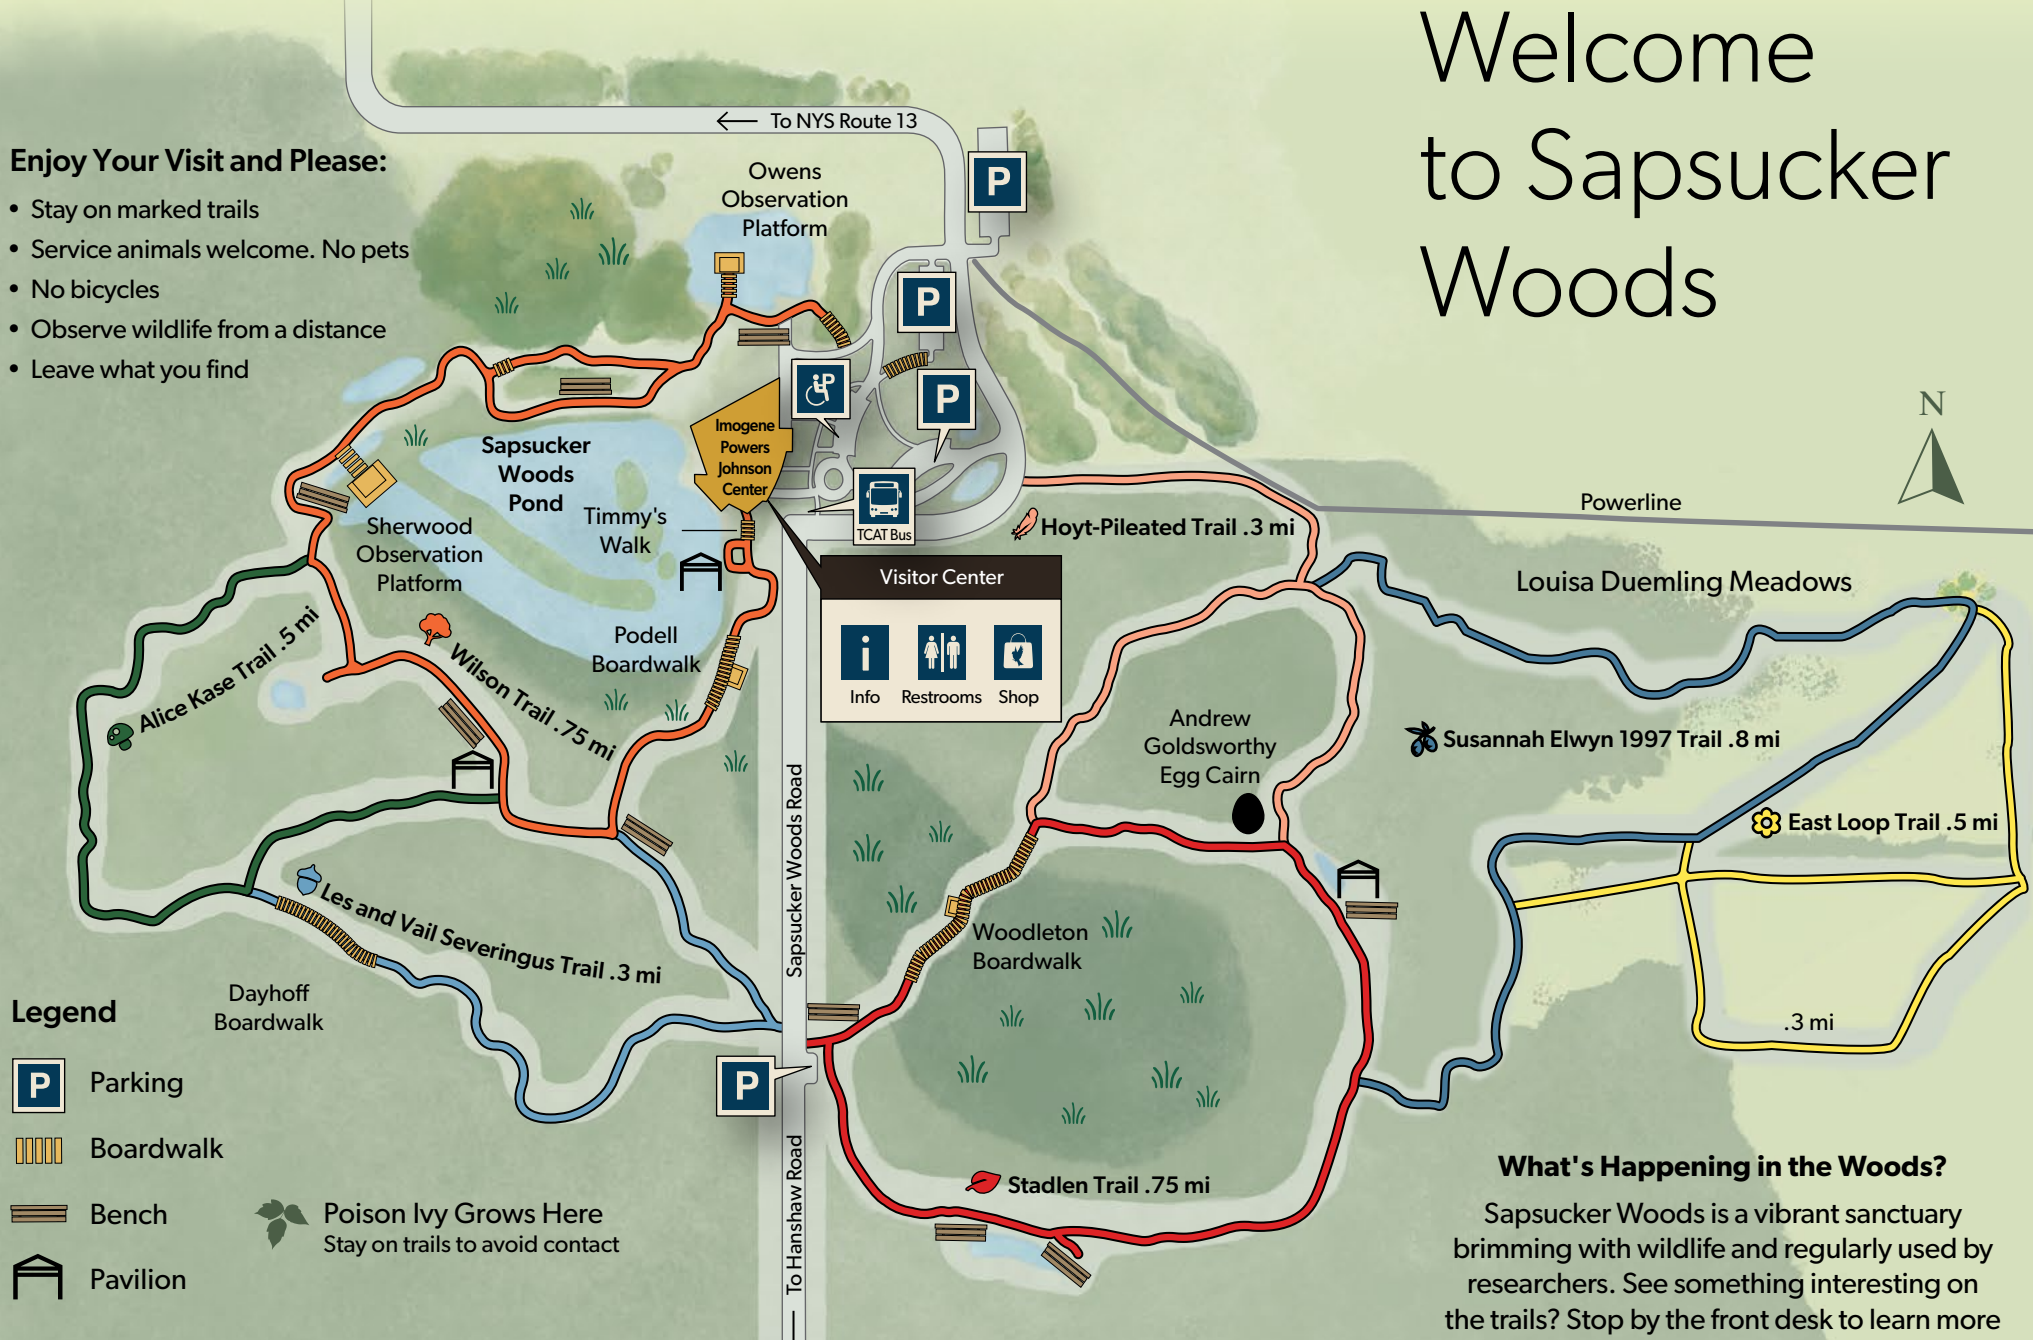 Welcome
to Sapsucker
Woods
To NYS Route 13
Enjoy Your Visit and Please:
• Stay on marked trails
• Service animals welcome. No pets
• No bicycles
• Observe wildlife from a distance
• Leave what you find
Owens
Observation
Platform
P
P
P
P
Imogene
Powers
Johnson
Center
Sapsucker
Woods
Pond
Timmy's
Walk
TCAT Bus
Sherwood
Observation
Platform
Hoyt-Pileated Trail .3 mi
N
Powerline
Visitor Center
i
Info
Restrooms
Shop
Louisa Duemling Meadows
Podell
Boardwalk
Alice Kase Trail .5 mi
Wilson Trail .75 mi
Andrew
Goldsworthy
Egg Cairn
Susannah Elwyn 1997 Trail .8 mi
East Loop Trail .5 mi
Sapsucker Woods Road
Les and Vail Severingus Trail .3 mi
Woodleton
Boardwalk
Dayhoff
Boardwalk
.3 mi
P
To Hanshaw Road
Stadlen Trail .75 mi
Legend
P
Parking
Boardwalk
Bench
Pavilion
Poison Ivy Grows Here
Stay on trails to avoid contact
What's Happening in the Woods?
Sapsucker Woods is a vibrant sanctuary
brimming with wildlife and regularly used by
researchers. See something interesting on
the trails? Stop by the front desk to learn more